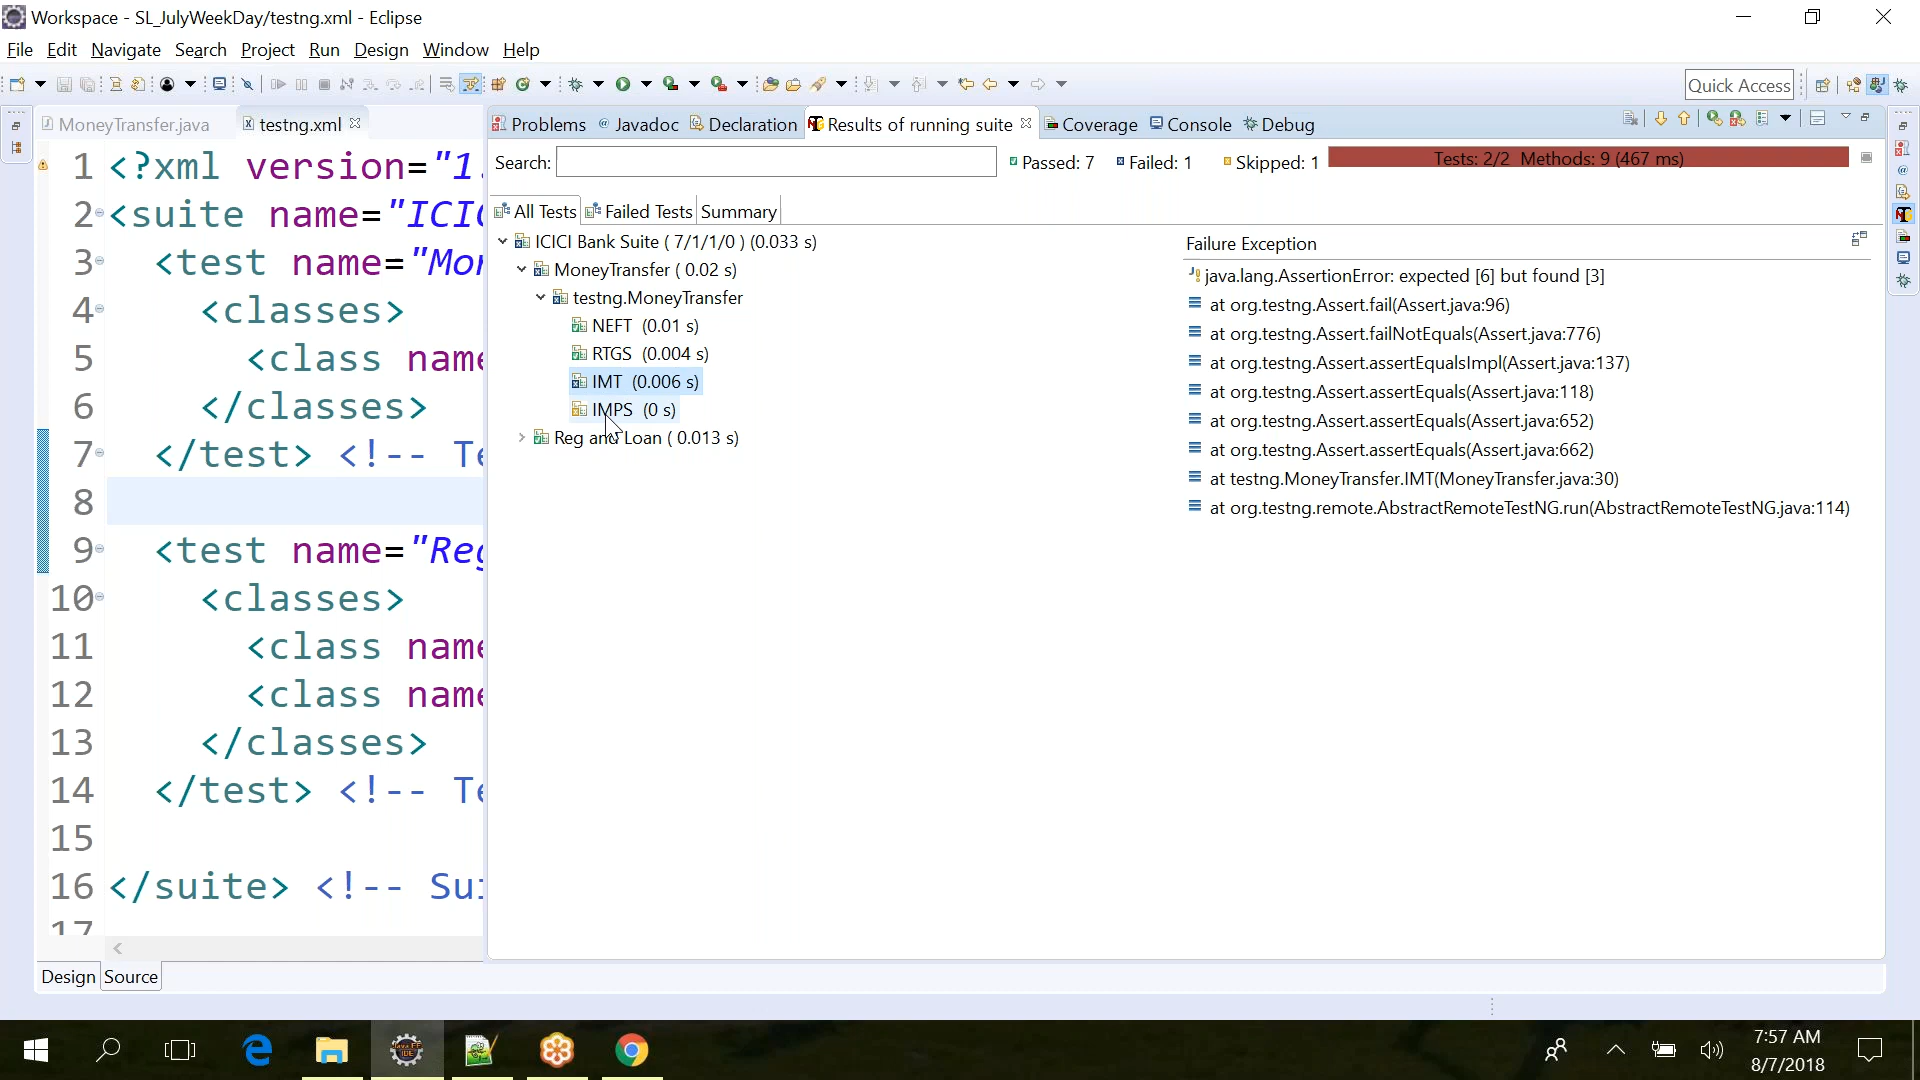 Workspace - SL_JulyWeekDay/testng.xml - Eclipse
File Edit Navigate Search Project Run Design Window Help
Quick Access
MoneyTransfer.java testng.xml
Problems Javadoc Declaration Results of running suite Coverage Console Debug
Search: Passed: 7 Failed: 1 Skipped: 1 Tests: 2/2 Methods: 9 (467 ms)
All Tests Failed Tests Summary
ICICI Bank Suite ( 7/1/1/0 ) (0.033 s)
MoneyTransfer ( 0.02 s)
testng.MoneyTransfer
NEFT (0.01 s)
RTGS (0.004 s)
IMT (0.006 s)
IMPS (0 s)
Reg and Loan ( 0.013 s)
Failure Exception
java.lang.AssertionError: expected [6] but found [3]
at org.testng.Assert.fail(Assert.java:96)
at org.testng.Assert.failNotEquals(Assert.java:776)
at org.testng.Assert.assertEqualsImpl(Assert.java:137)
at org.testng.Assert.assertEquals(Assert.java:118)
at org.testng.Assert.assertEquals(Assert.java:652)
at org.testng.Assert.assertEquals(Assert.java:662)
at testng.MoneyTransfer.IMT(MoneyTransfer.java:30)
at org.testng.remote.AbstractRemoteTestNG.run(AbstractRemoteTestNG.java:114)
1 <?xml version="1.
2 <suite name="ICIC
3 <test name="Mon
4 <classes>
5 <class name
6 </classes>
7 </test> <!-- Te
8
9 <test name="Reg
10 <classes>
11 <class name
12 <class name
13 </classes>
14 </test> <!-- Te
15
16 </suite> <!-- Sui
17
Design Source
7:57 AM
8/7/2018